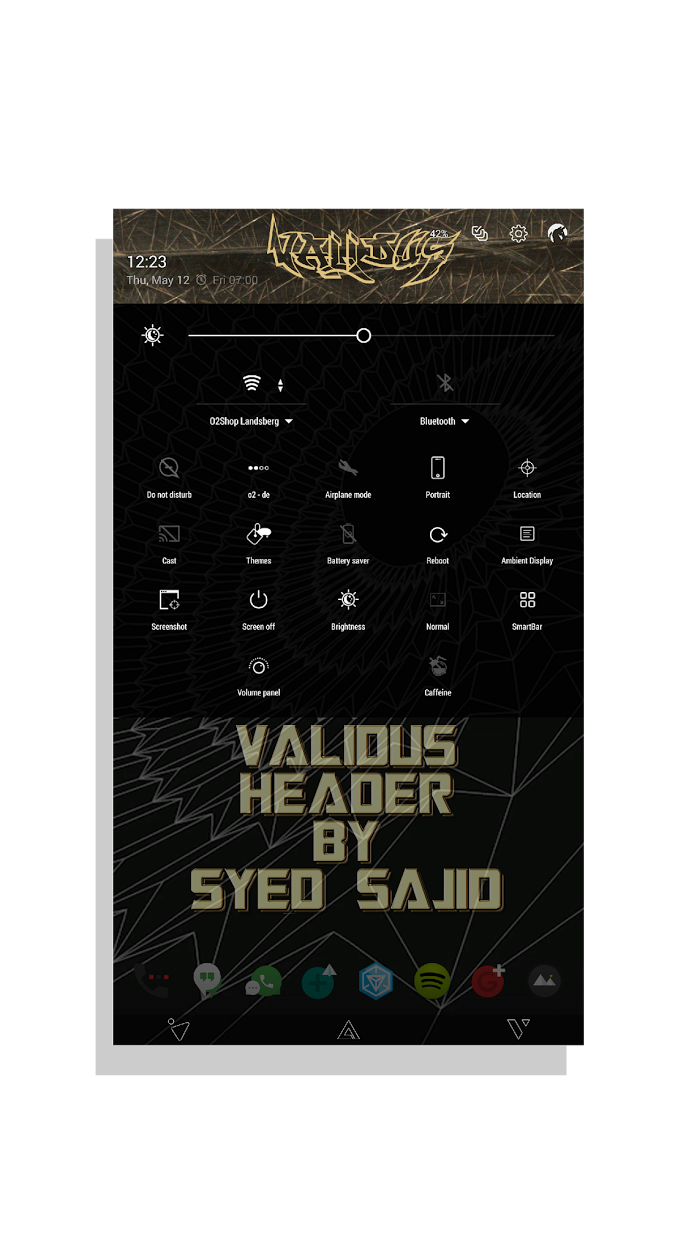 VALIDUS
42%
12:23
Thu, May 12 Fri 07:00
O2Shop Landsberg
Bluetooth
Do not disturb
o2 - de
Airplane mode
Portrait
Location
Cast
Themes
Battery saver
Reboot
Ambient Display
Screenshot
Screen off
Brightness
Normal
SmartBar
Volume panel
Caffeine
VALIDUS
HEADER
BY
SYED SAJID